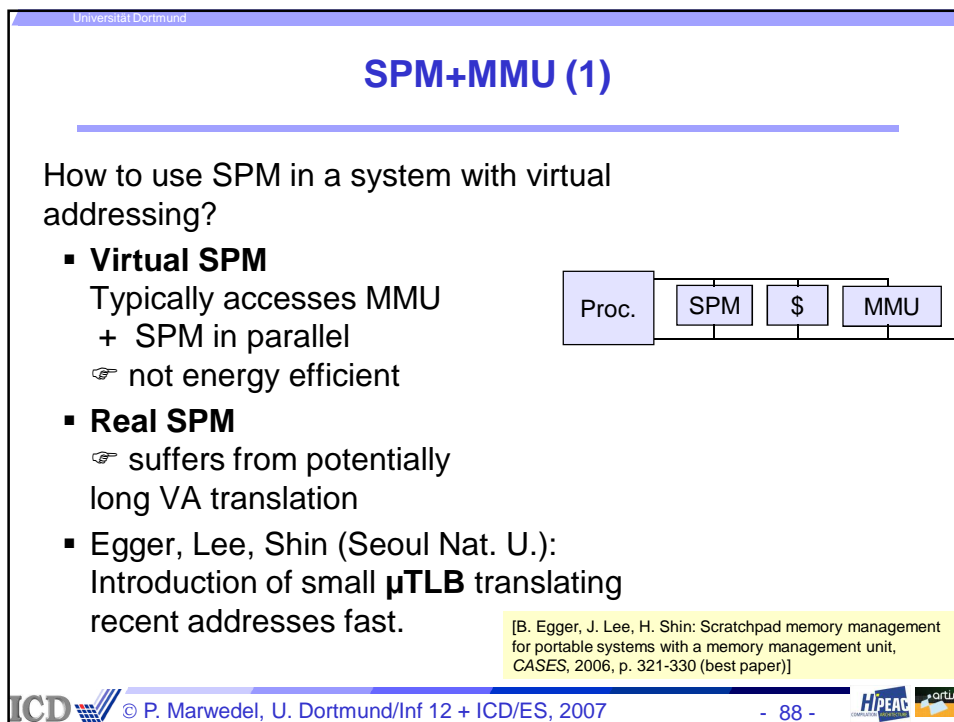 Universität Dortmund
SPM+MMU (1)
How to use SPM in a system with virtual
addressing?
▪ Virtual SPM
Typically accesses MMU
+ SPM in parallel
☞ not energy efficient
▪ Real SPM
☞ suffers from potentially
long VA translation
▪ Egger, Lee, Shin (Seoul Nat. U.):
Introduction of small µTLB translating
recent addresses fast.
Proc.
SPM
$
MMU
[B. Egger, J. Lee, H. Shin: Scratchpad memory management
for portable systems with a memory management unit,
CASES, 2006, p. 321-330 (best paper)]
ICD
© P. Marwedel, U. Dortmund/Inf 12 + ICD/ES, 2007
- 88 -
HiPEAC
COMPILATION ARCHITECTURE